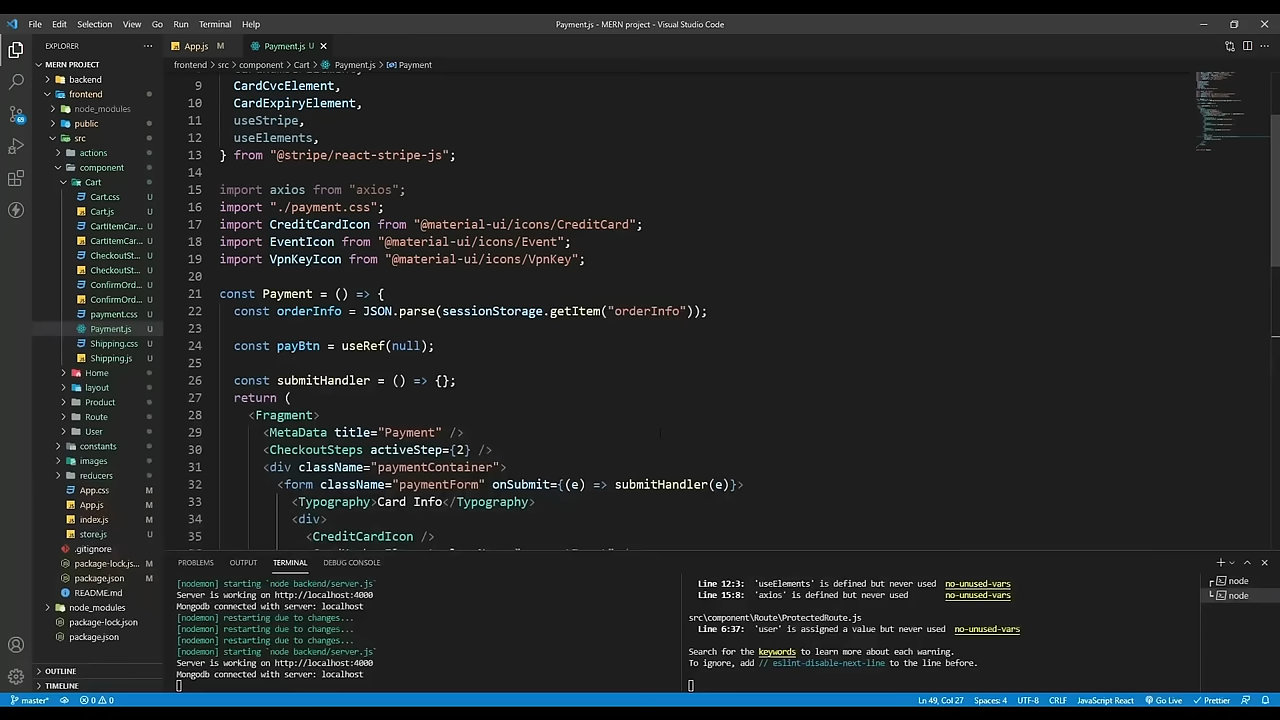 File Edit Selection View Go Run Terminal Help
Payment.js - MERN project - Visual Studio Code
EXPLORER
App.js M
Payment.js U
MERN PROJECT
frontend > src > component > Cart > Payment.js > Payment
backend
frontend
node_modules
public
src
69
actions
component
Cart
Cart.css U
Cart.js U
CartItemCar... U
CartItemCar... U
CheckoutSt... U
CheckoutSt... U
ConfirmOrd... U
ConfirmOrd... U
payment.css U
Payment.js U
Shipping.css U
Shipping.js U
Home
layout
Product
Route
User
constants
images
reducers
App.css M
App.js M
index.js M
store.js U
.gitignore
package-lock.j... M
package.json M
README.md
node_modules
package-lock.json
package.json
OUTLINE
TIMELINE
9 CardCvcElement,
10 CardExpiryElement,
11 useStripe,
12 useElements,
13 } from "@stripe/react-stripe-js";
14
15 import axios from "axios";
16 import "./payment.css";
17 import CreditCardIcon from "@material-ui/icons/CreditCard";
18 import EventIcon from "@material-ui/icons/Event";
19 import VpnKeyIcon from "@material-ui/icons/VpnKey";
20
21 const Payment = () => {
22 const orderInfo = JSON.parse(sessionStorage.getItem("orderInfo"));
23
24 const payBtn = useRef(null);
25
26 const submitHandler = () => {};
27 return (
28 <Fragment>
29 <MetaData title="Payment" />
30 <CheckoutSteps activeStep={2} />
31 <div className="paymentContainer">
32 <form className="paymentForm" onSubmit={(e) => submitHandler(e)}>
33 <Typography>Card Info</Typography>
34 <div>
35 <CreditCardIcon />
PROBLEMS OUTPUT TERMINAL DEBUG CONSOLE
[nodemon] starting `node backend/server.js`
Server is working on http://localhost:4000
Mongodb connected with server: localhost
[nodemon] restarting due to changes...
[nodemon] restarting due to changes...
[nodemon] restarting due to changes...
[nodemon] starting `node backend/server.js`
Server is working on http://localhost:4000
Mongodb connected with server: localhost
Line 12:3: 'useElements' is defined but never used no-unused-vars
Line 15:8: 'axios' is defined but never used no-unused-vars
src\component\Route\ProtectedRoute.js
Line 6:37: 'user' is assigned a value but never used no-unused-vars
Search for the keywords to learn more about each warning.
To ignore, add // eslint-disable-next-line to the line before.
node
node
master* 0 0
Ln 49, Col 27 Spaces: 4 UTF-8 CRLF JavaScript React Go Live Prettier